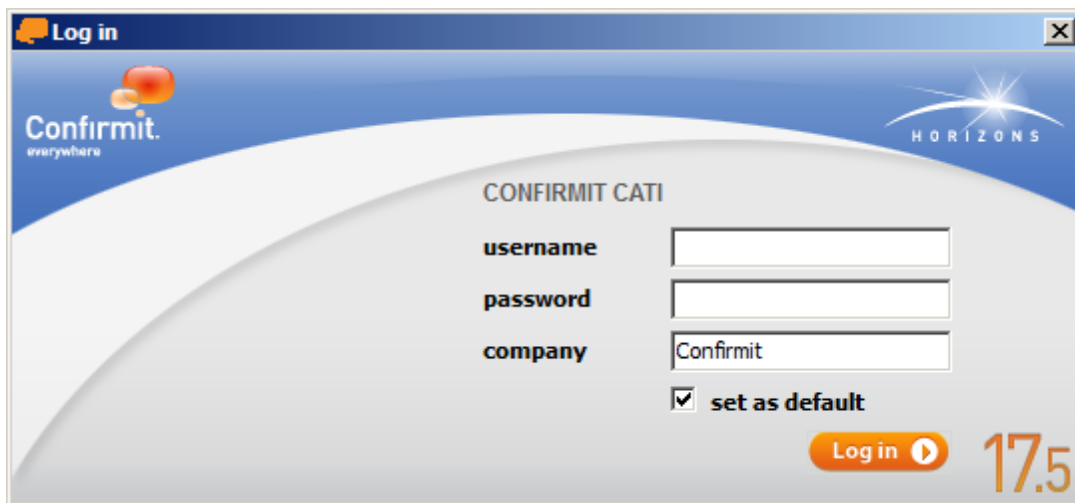 Log in
Confirmit.
everywhere
HORIZONS
CONFIRMIT CATI
username
password
company
Confirmit
set as default
Log in
17.5